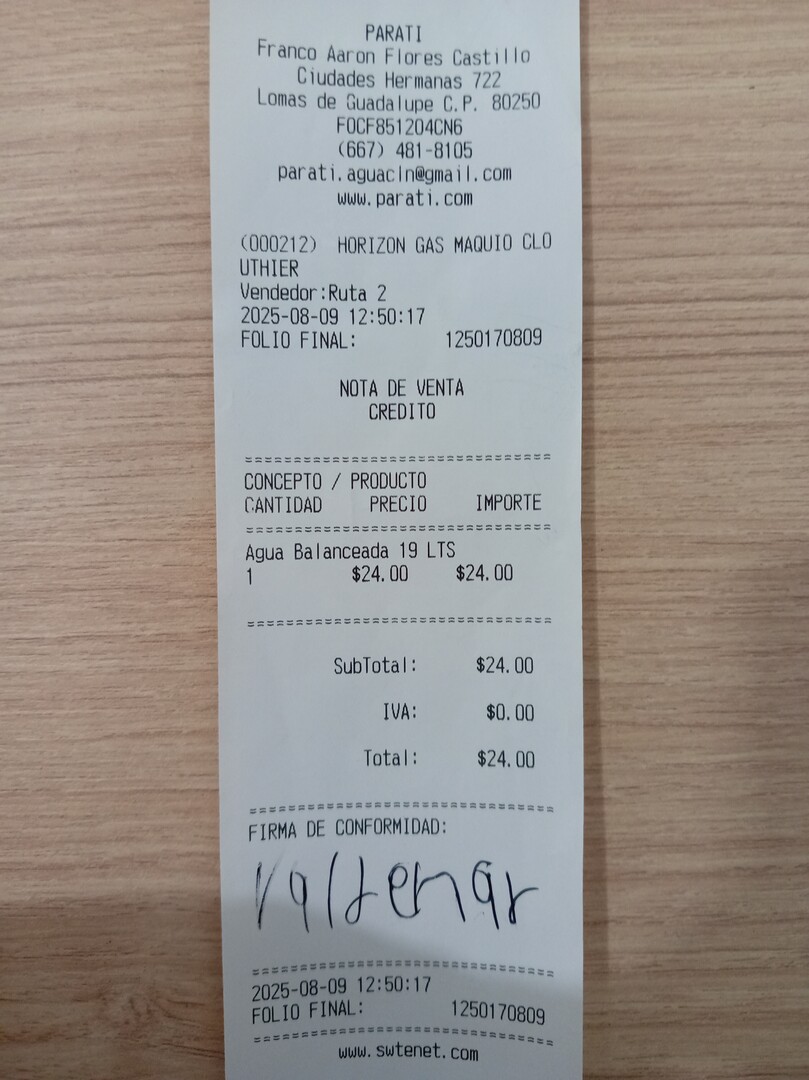 PARATI
Franco Aaron Flores Castillo
Ciudades Hermanas 722
Lomas de Guadalupe C.P. 80250
FOCF851204CN6
(667) 481-8105
parati.aguacln@gmail.com
www.parati.com
(000212) HORIZON GAS MAQUIO CLO
UTHIER
Vendedor:Ruta 2
2025-08-09 12:50:17
FOLIO FINAL: 1250170809
NOTA DE VENTA
CREDITO
==============================
CONCEPTO / PRODUCTO
CANTIDAD PRECIO IMPORTE
==============================
Agua Balanceada 19 LTS
1 $24.00 $24.00
==============================
SubTotal: $24.00
IVA: $0.00
Total: $24.00
==============================
FIRMA DE CONFORMIDAD:
Valdemar
==============================
2025-08-09 12:50:17
FOLIO FINAL: 1250170809
==============================
www.swtenet.com